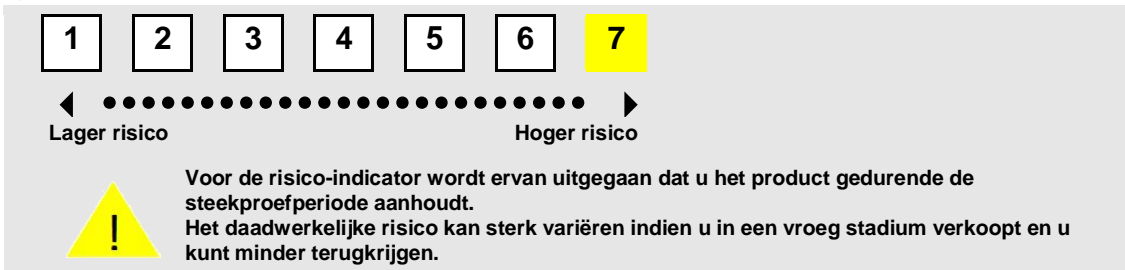 1 2 3 4 5 6 7
Lager risico Hoger risico
! Voor de risico-indicator wordt ervan uitgegaan dat u het product gedurende de
steekproefperiode aanhoudt.
Het daadwerkelijke risico kan sterk variëren indien u in een vroeg stadium verkoopt en u
kunt minder terugkrijgen.